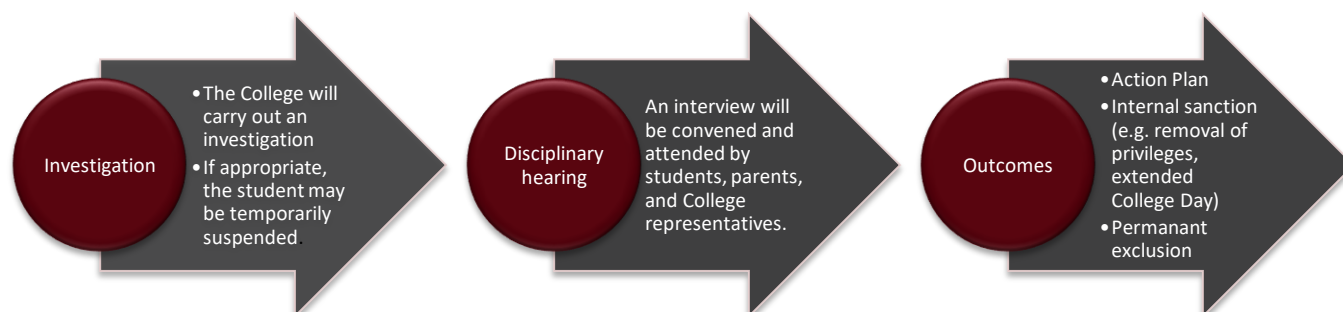 Investigation
•The College will
carry out an
investigation
•If appropriate,
the student may
be temporarily
suspended.
Disciplinary
hearing
An interview will
be convened and
attended by
students, parents,
and College
representatives.
Outcomes
•Action Plan
•Internal sanction
(e.g. removal of
privileges,
extended
College Day)
•Permanant
exclusion